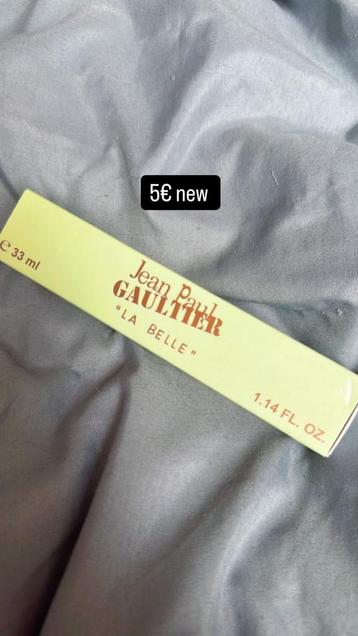 5€ new
e 33 ml
Jean Paul
GAULTIER
"LA BELLE"
1.14 FL. OZ.